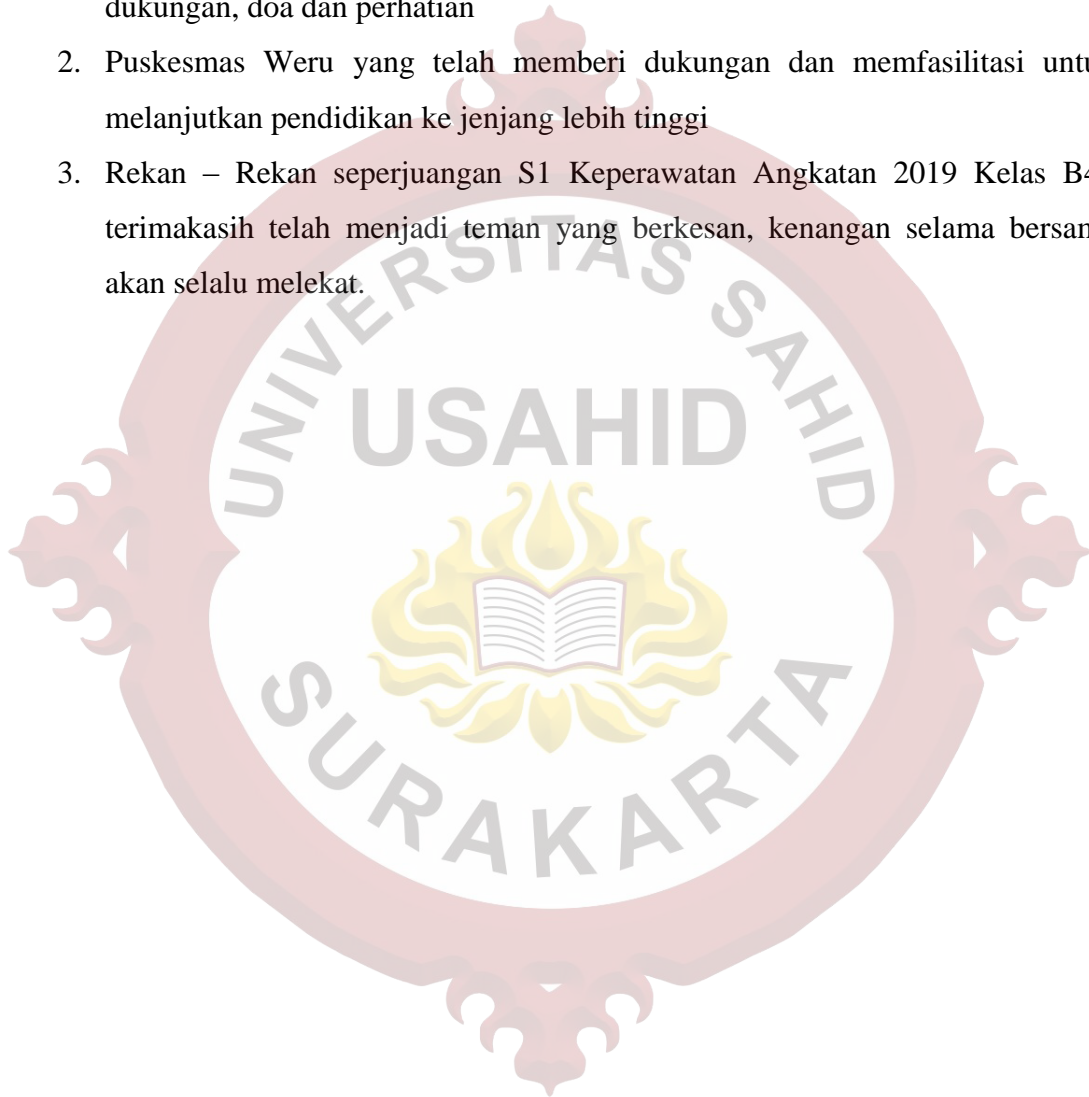 dukungan, doa dan perhatian
2. Puskesmas Weru yang telah memberi dukungan dan memfasilitasi untu
melanjutkan pendidikan ke jenjang lebih tinggi
3. Rekan – Rekan seperjuangan S1 Keperawatan Angkatan 2019 Kelas B4
terimakasih telah menjadi teman yang berkesan, kenangan selama bersam
akan selalu melekat.
UNIVERSITAS SAHID
USAHID
SURAKARTA